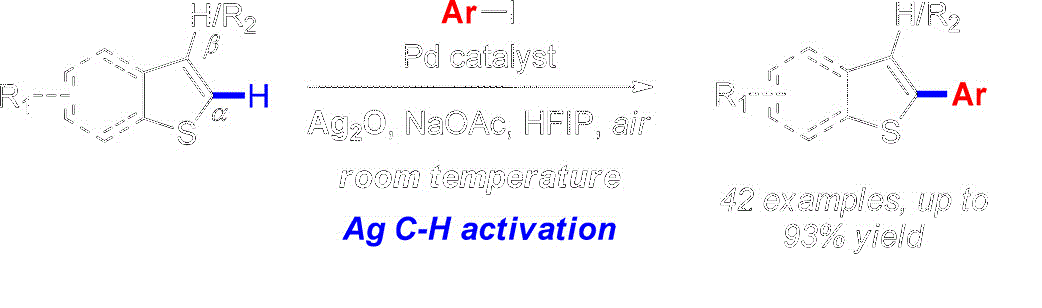 H/R2
β
R1
H
α
S
Ar-I
Pd catalyst
Ag2O, NaOAc, HFIP, air
room temperature
Ag C-H activation
H/R2
R1
Ar
S
42 examples, up to
93% yield